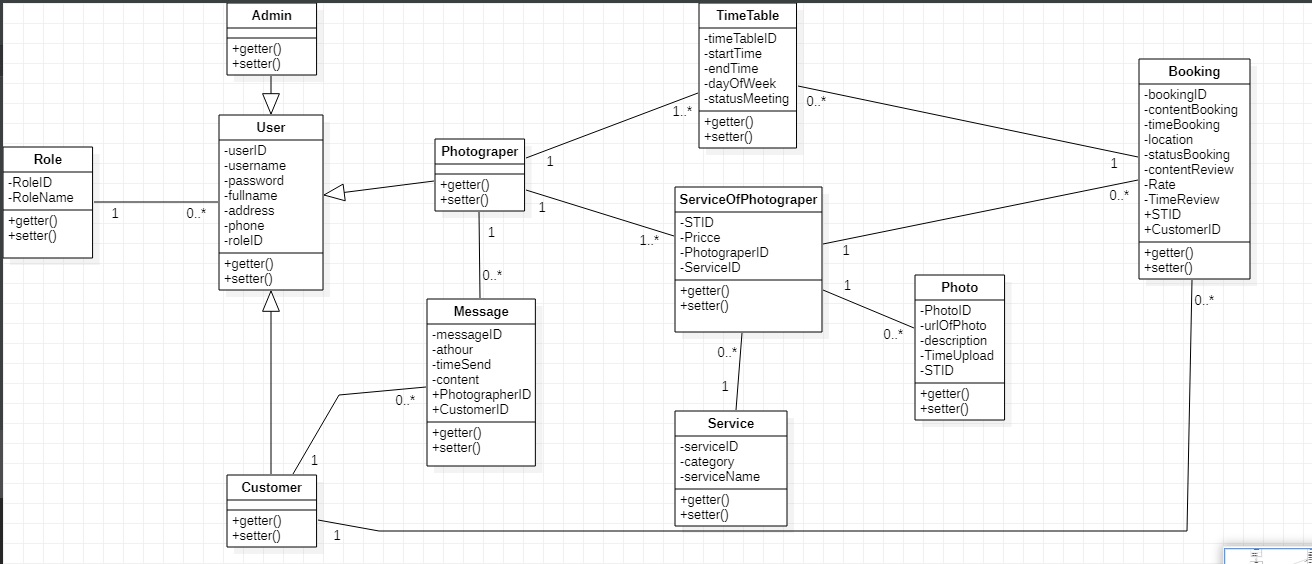 Admin
+getter()
+setter()
User
-userID
-username
-password
-fullname
-address
-phone
-roleID
+getter()
+setter()
Role
-RoleID
-RoleName
+getter()
+setter()
1
0..*
Photograper
+getter()
+setter()
1
1..*
1
1..*
1
0..*
TimeTable
-timeTableID
-startTime
-endTime
-dayOfWeek
-statusMeeting
+getter()
+setter()
0..*
1
Booking
-bookingID
-contentBooking
-timeBooking
-location
-statusBooking
-contentReview
-Rate
-TimeReview
+STID
+CustomerID
+getter()
+setter()
0..*
0..*
ServiceOfPhotograper
-STID
-Pricce
-PhotograperID
-ServiceID
+getter()
+setter()
1
1
0..*
0..*
1
Photo
-PhotoID
-urlOfPhoto
-description
-TimeUpload
-STID
+getter()
+setter()
Message
-messageID
-athour
-timeSend
-content
+PhotographerID
+CustomerID
+getter()
+setter()
0..*
1
Service
-serviceID
-category
-serviceName
+getter()
+setter()
Customer
+getter()
+setter()
1